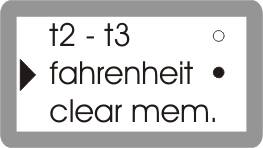 t2 - t3
fahrenheit
clear mem.